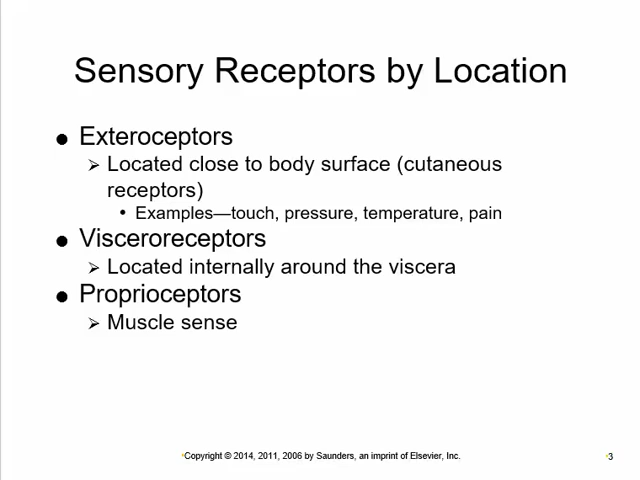 Sensory Receptors by Location
● Exteroceptors
➢ Located close to body surface (cutaneous
receptors)
• Examples—touch, pressure, temperature, pain
● Visceroreceptors
➢ Located internally around the viscera
● Proprioceptors
➢ Muscle sense
•Copyright © 2014, 2011, 2006 by Saunders, an imprint of Elsevier, Inc.
•3